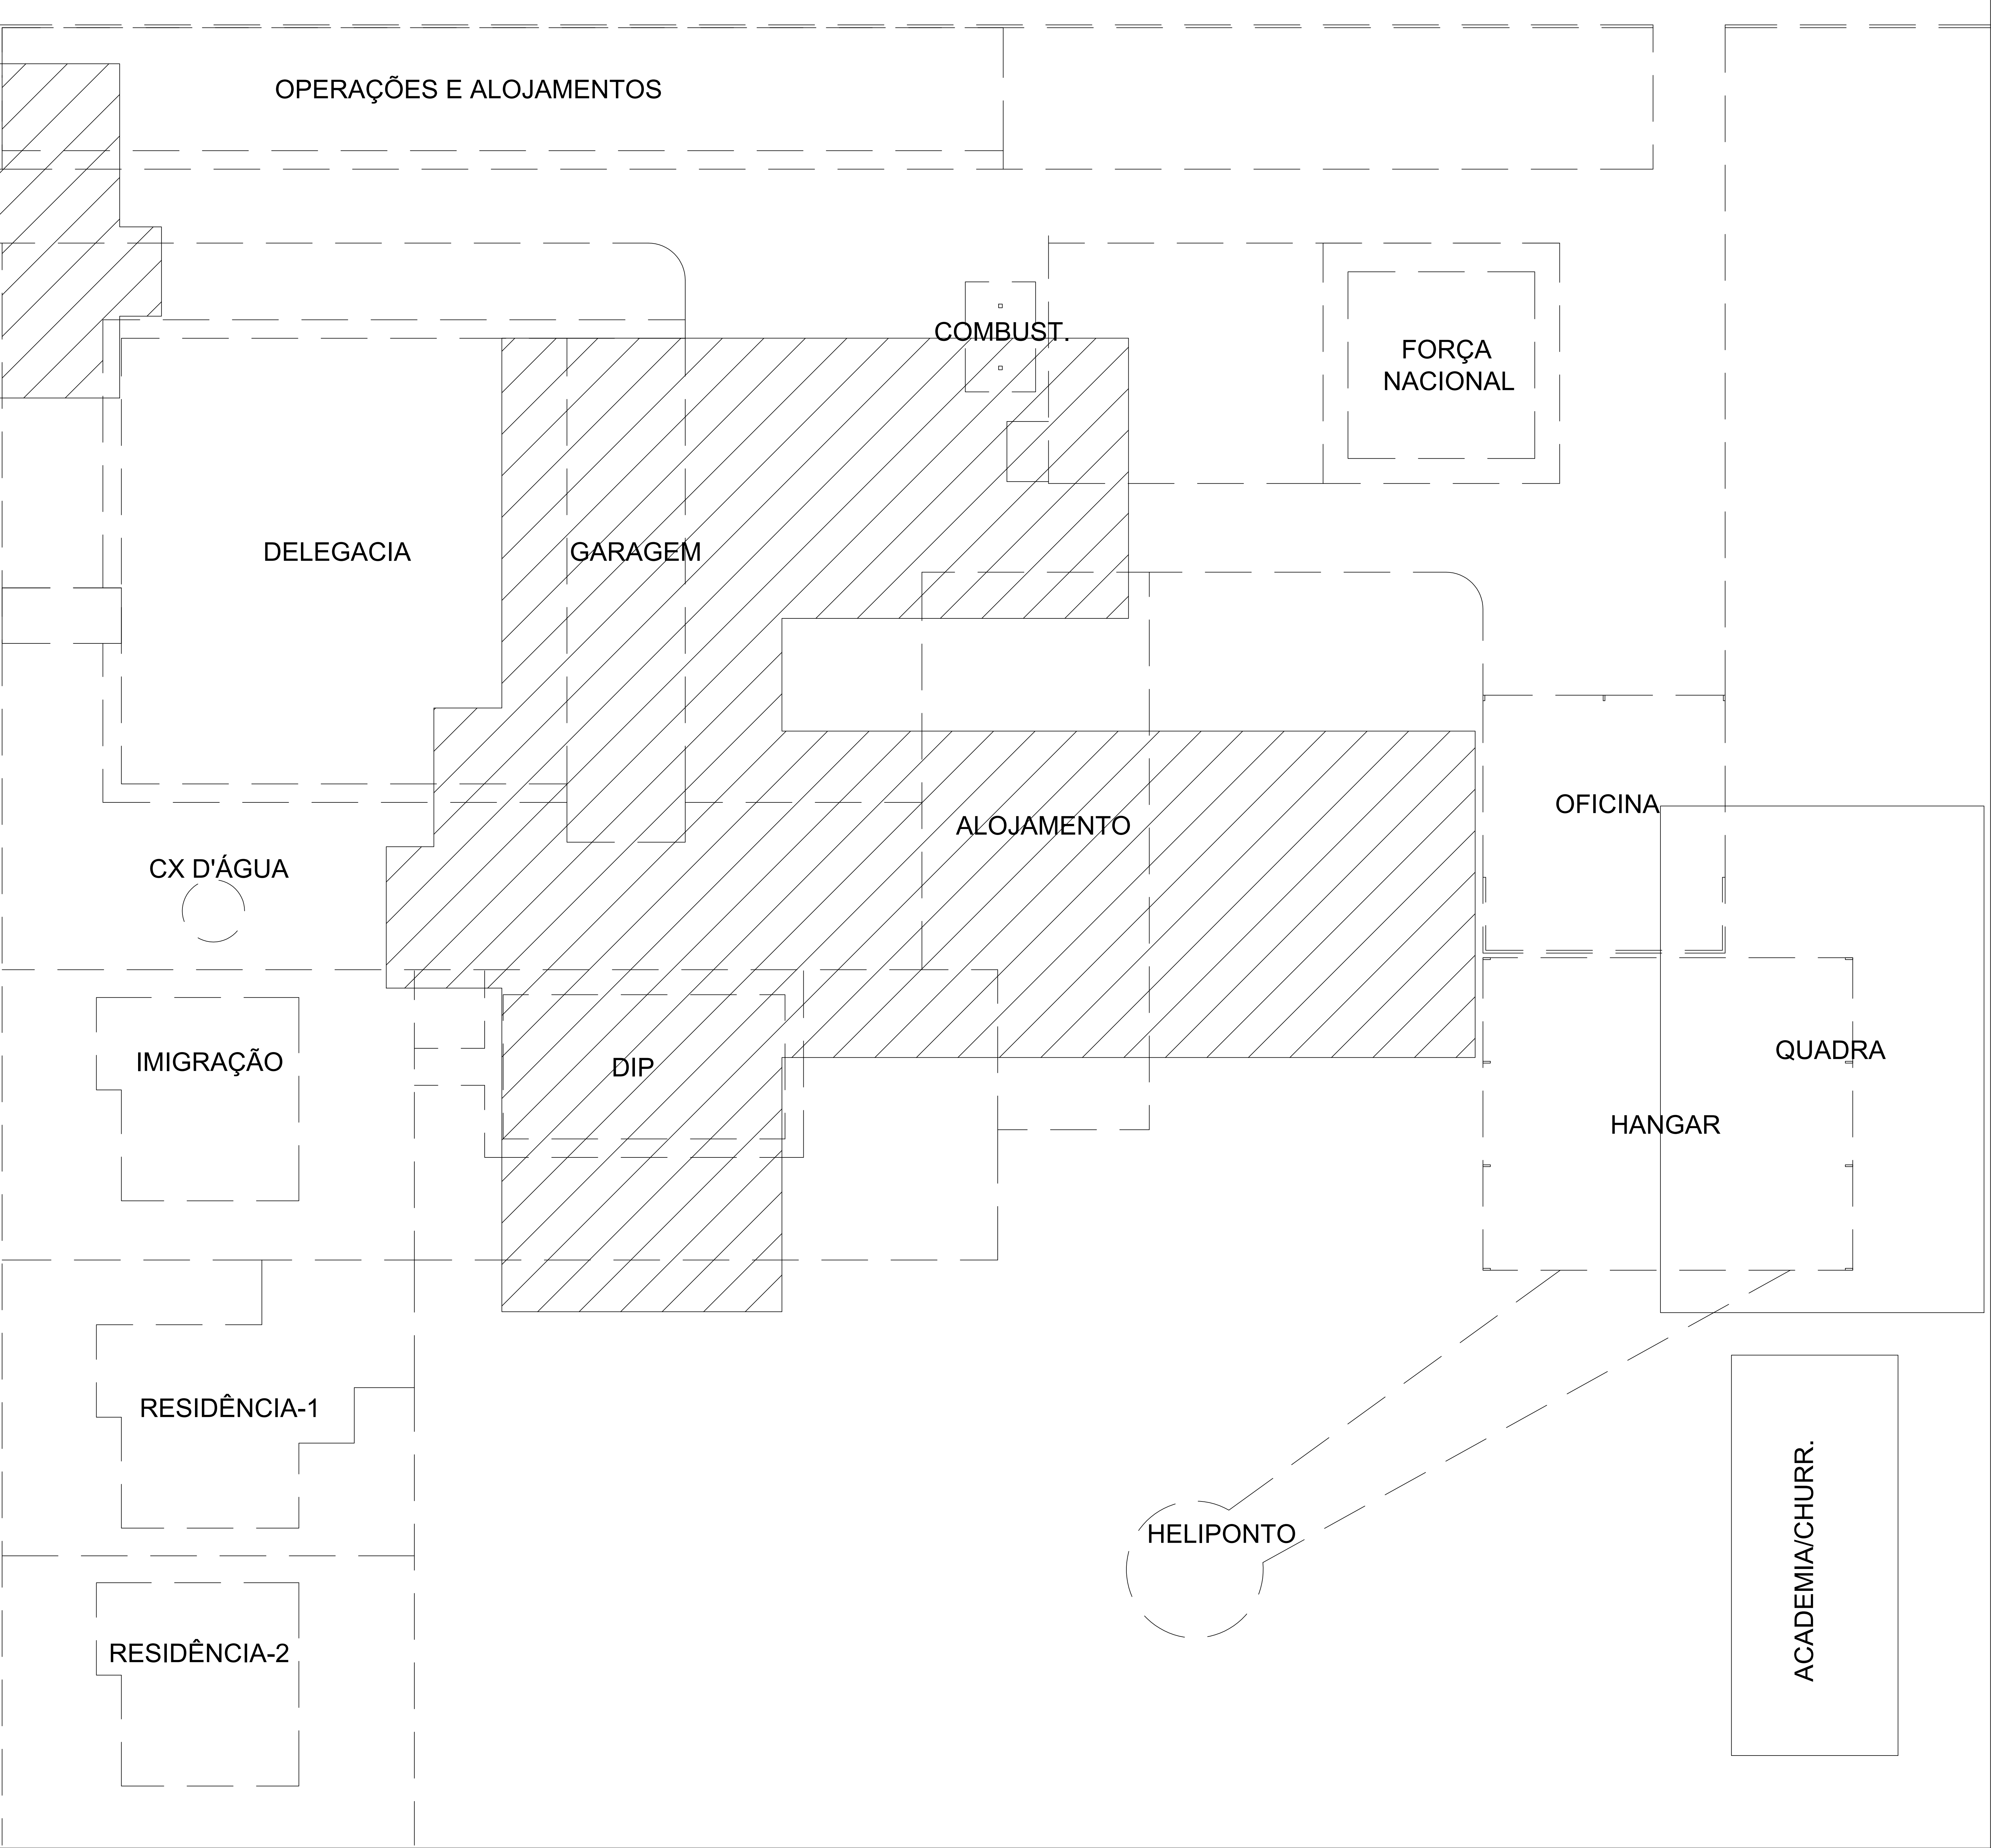 OPERAÇÕES E ALOJAMENTOS
COMBUST.
FORÇA
NACIONAL
DELEGACIA
GARAGEM
OFICINA
ALOJAMENTO
CX D'ÁGUA
QUADRA
IMIGRAÇÃO
DIP
HANGAR
RESIDÊNCIA-1
HELIPONTO
ACADEMIA/CHURR.
RESIDÊNCIA-2